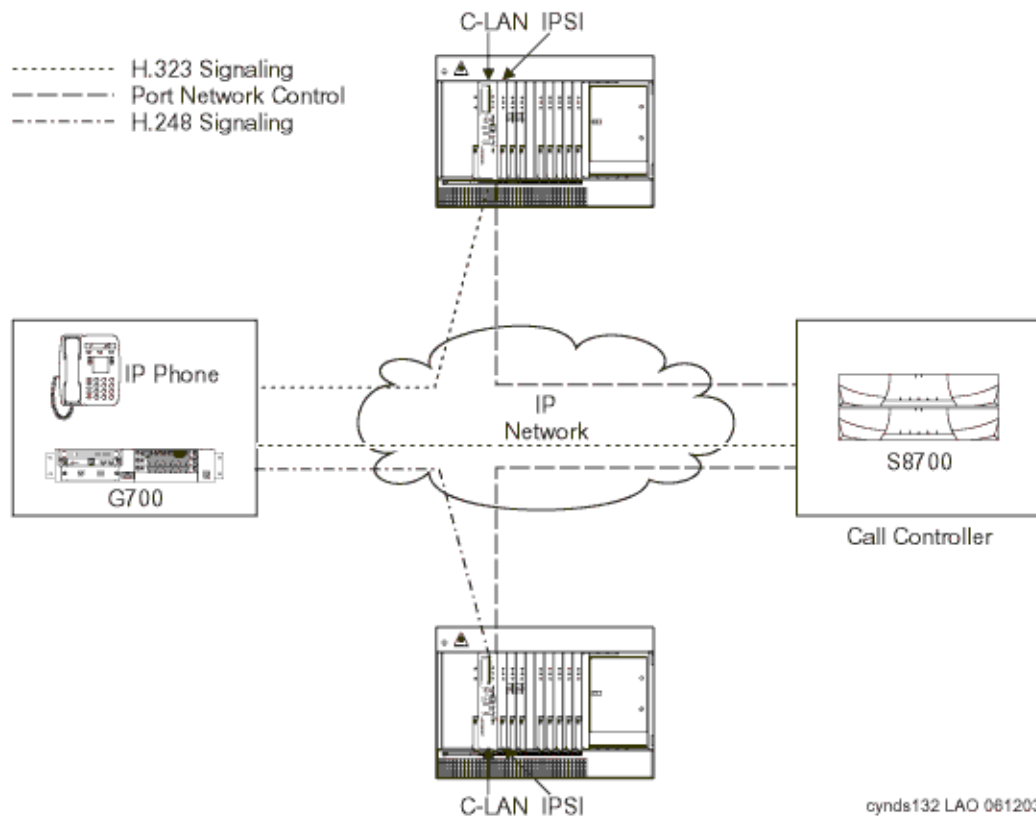 C-LAN IPSI
H.323 Signaling
Port Network Control
H.248 Signaling
IP Phone
G700
IP
Network
S8700
Call Controller
C-LAN IPSI
cynds132 LAO 061203